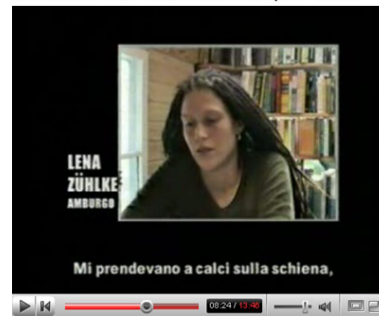 LENA
ZÜHLKE
AMBURGO
Mi prendevano a calci sulla schiena,
08:24 / 13:46